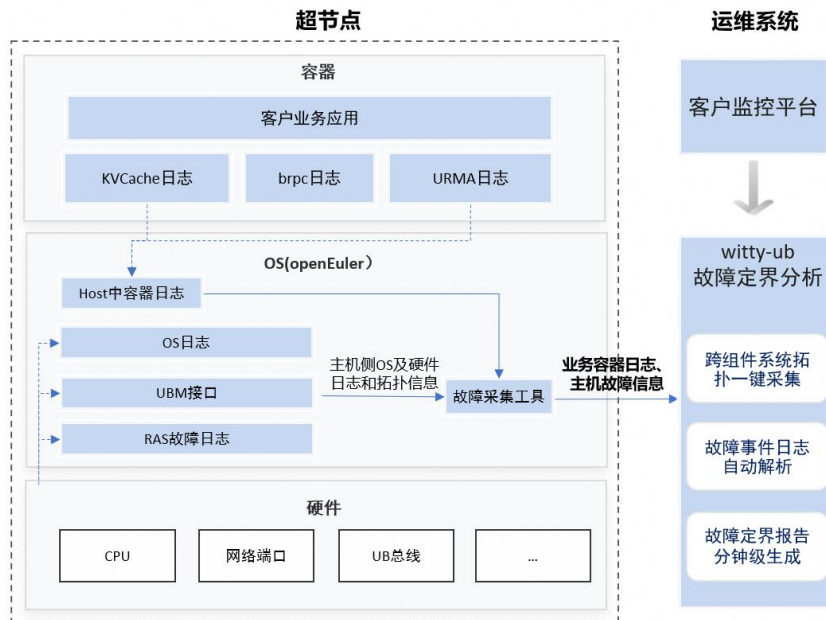 超节点
运维系统
容器
客户业务应用
KVCache日志
brpc日志
URMA日志
客户监控平台
OS(openEuler）
Host中容器日志
OS日志
UBM接口
RAS故障日志
主机侧OS及硬件
日志和拓扑信息
故障采集工具
业务容器日志、
主机故障信息
witty-ub
故障定界分析
跨组件系统拓
扑一键采集
故障事件日志
自动解析
故障定界报告
分钟级生成
硬件
CPU
网络端口
UB总线
...